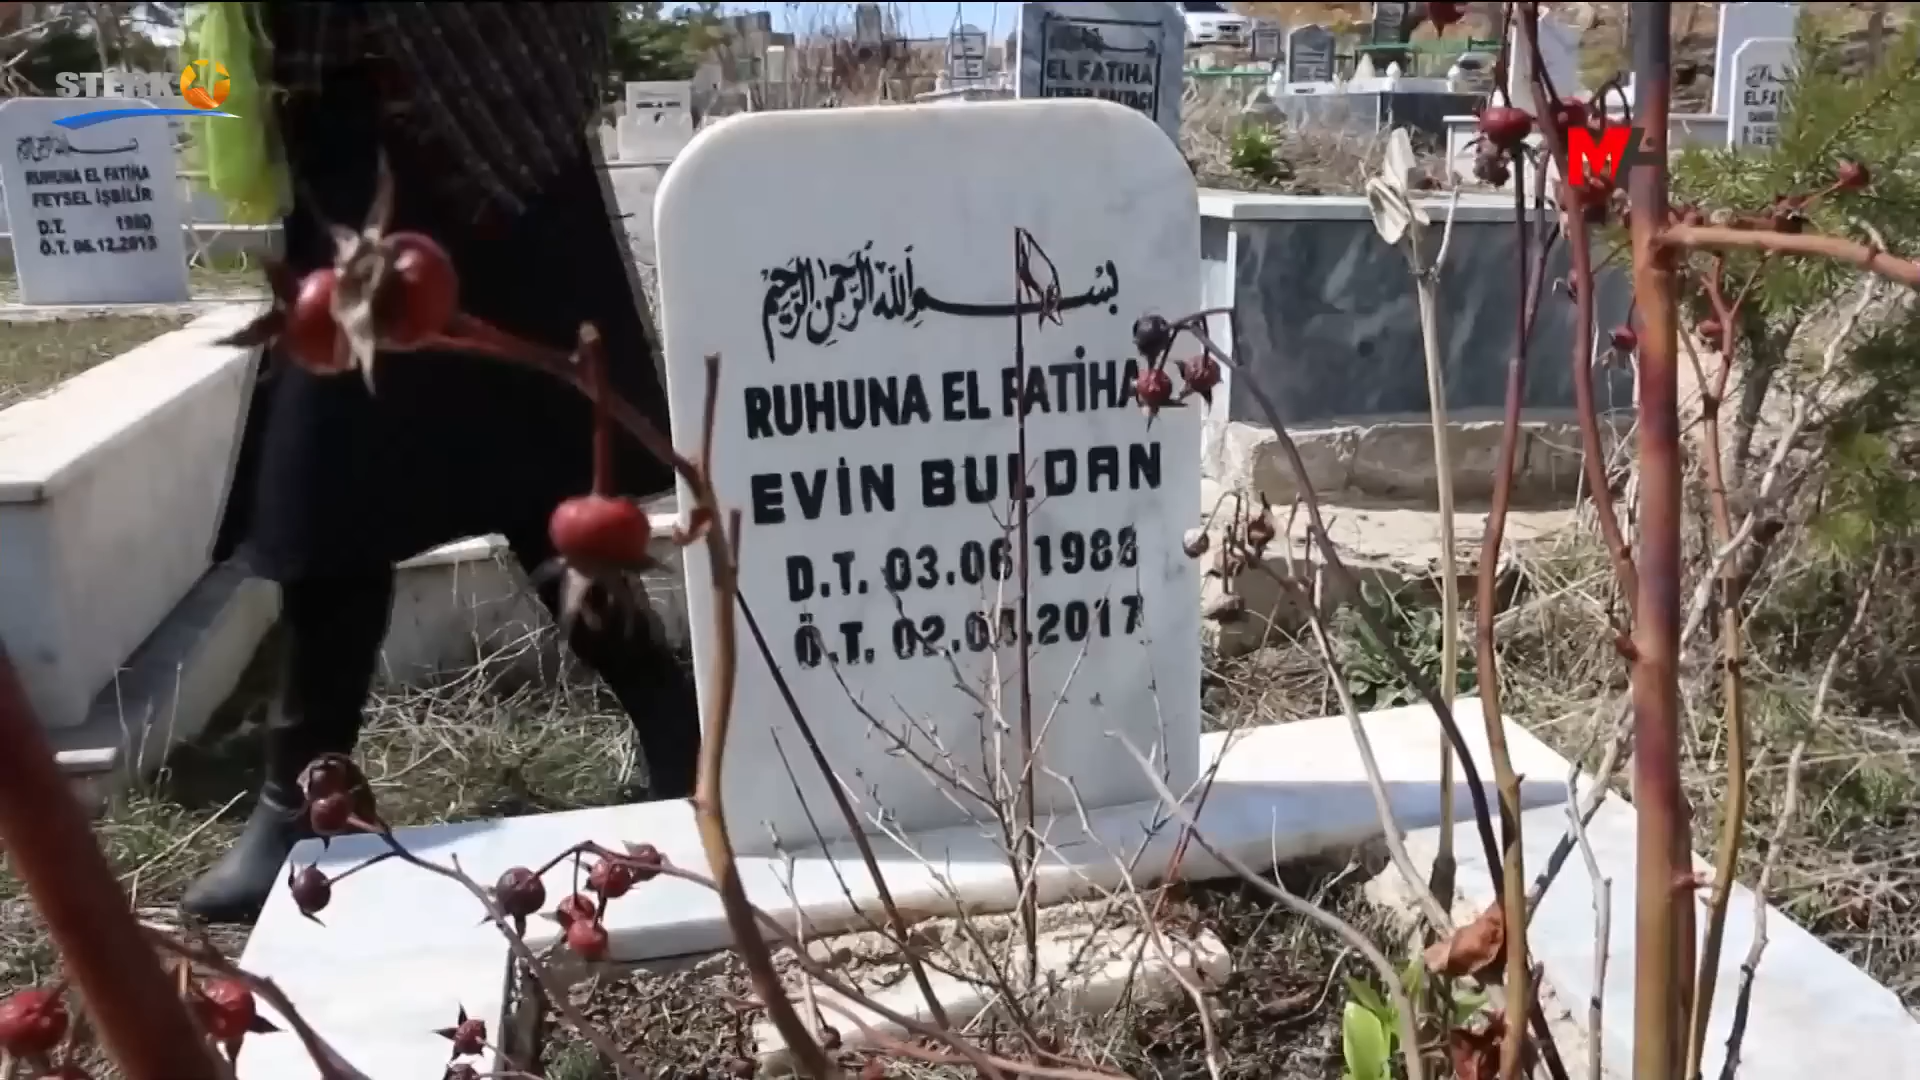 STERK
MA
RUHUNA EL FATİHA
FEYSEL İŞBİLİR
D.T. 1980
Ö.T. 06.12.2013
EL FATİHA
بسم الله الرحمن الرحيم
RUHUNA EL FATİHA
EVİN BULDAN
D.T. 03.06.1988
Ö.T. 02.04.2017